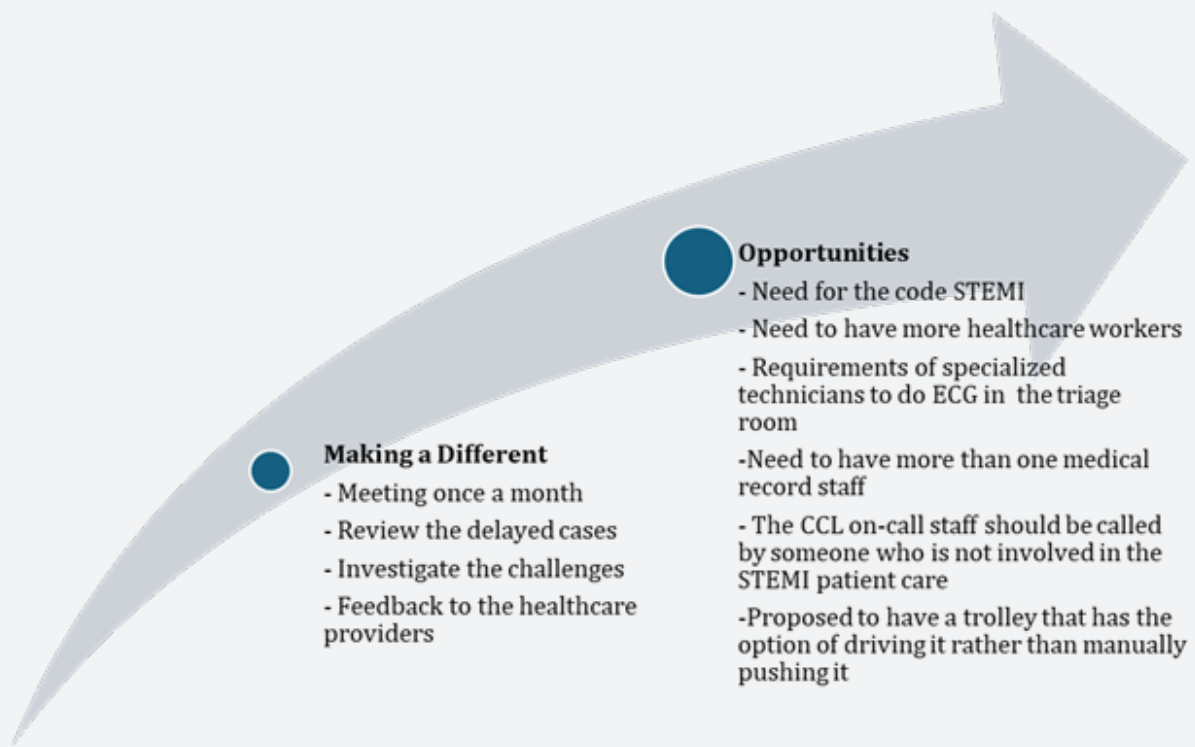 Opportunities
- Need for the code STEMI
- Need to have more healthcare workers
- Requirements of specialized
technicians to do ECG in the triage
room
-Need to have more than one medical
record staff
- The CCL on-call staff should be called
by someone who is not involved in the
STEMI patient care
-Proposed to have a trolley that has the
option of driving it rather than manually
pushing it
Making a Different
- Meeting once a month
- Review the delayed cases
- Investigate the challenges
- Feedback to the healthcare
providers